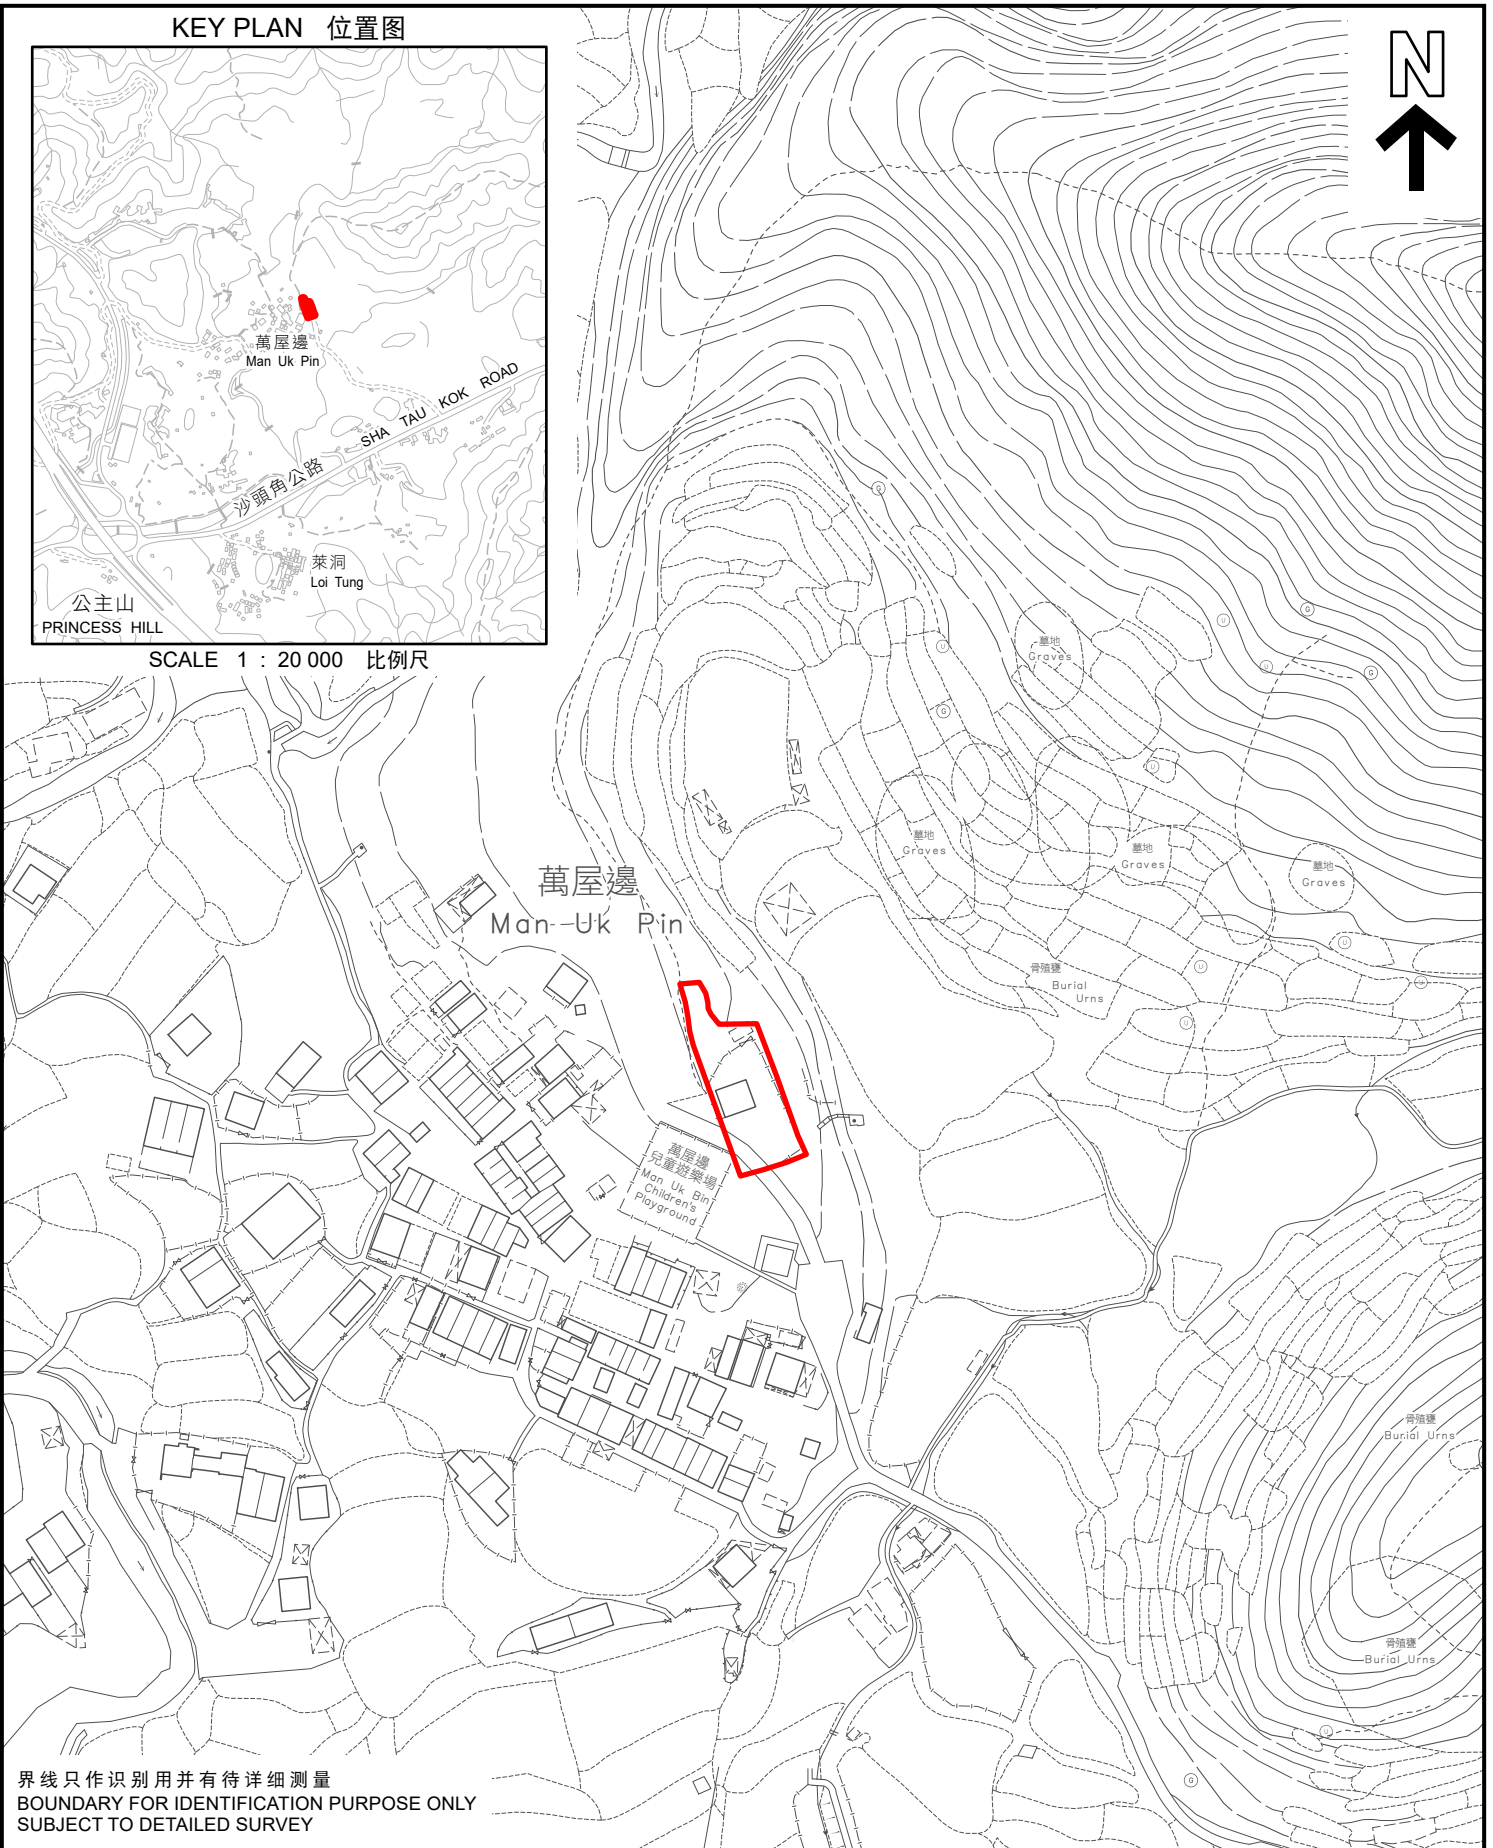 KEY PLAN 位置图
N
萬屋邊
Man Uk Pin
SHA TAU KOK ROAD
沙頭角公路
萊洞
Loi Tung
公主山
PRINCESS HILL
SCALE 1 : 20 000 比例尺
G
墓地
Graves
G
U
U
U
G
G
U
萬屋邊
Man Uk Pin
墓地
Graves
墓地
Graves
墓地
Graves
U
骨殖甕
Burial
Urns
U
U
U
萬屋邊
兒童遊樂場
Man Uk Bin
Children's
Playground
骨殖甕
Burial Urns
骨殖甕
Burial Urns
U
G
界线只作识别用并有待详细测量
BOUNDARY FOR IDENTIFICATION PURPOSE ONLY
SUBJECT TO DETAILED SURVEY